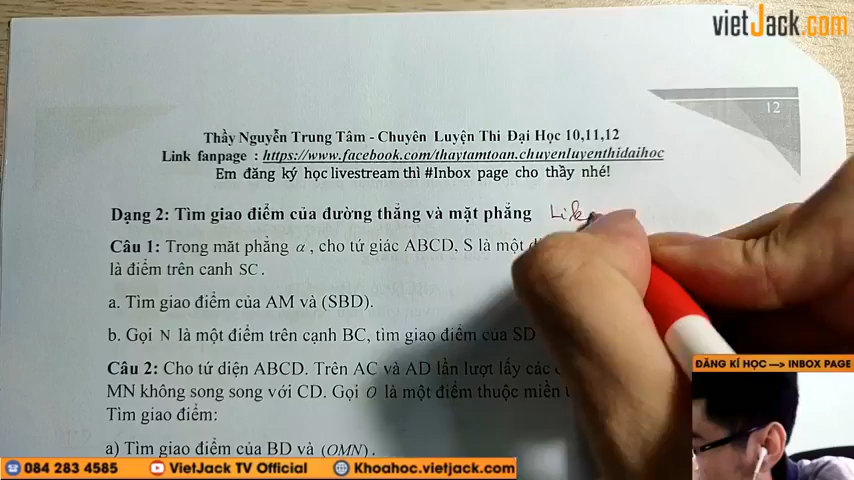 vietJack.com
12
Thầy Nguyễn Trung Tâm - Chuyên Luyện Thi Đại Học 10,11,12
Link fanpage : https://www.facebook.com/thaytamtoan.chuyenluyenthidaihoc
Em đăng ký học livestream thì #Inbox page cho thầy nhé!
Dạng 2: Tìm giao điểm của đường thẳng và mặt phẳng Like
Câu 1: Trong măt phẳng α, cho tứ giác ABCD, S là một
là điểm trên canh SC.
a. Tìm giao điểm của AM và (SBD).
b. Gọi N là một điểm trên cạnh BC, tìm giao điểm của SD
Câu 2: Cho tứ diện ABCD. Trên AC và AD lần lượt lấy các
MN không song song với CD. Gọi O là một điểm thuộc miền
Tìm giao điểm:
a) Tìm giao điểm của BD và (OMN).
ĐĂNG KÍ HỌC —> INBOX PAGE
084 283 4585 VietJack TV Official Khoahoc.vietjack.com